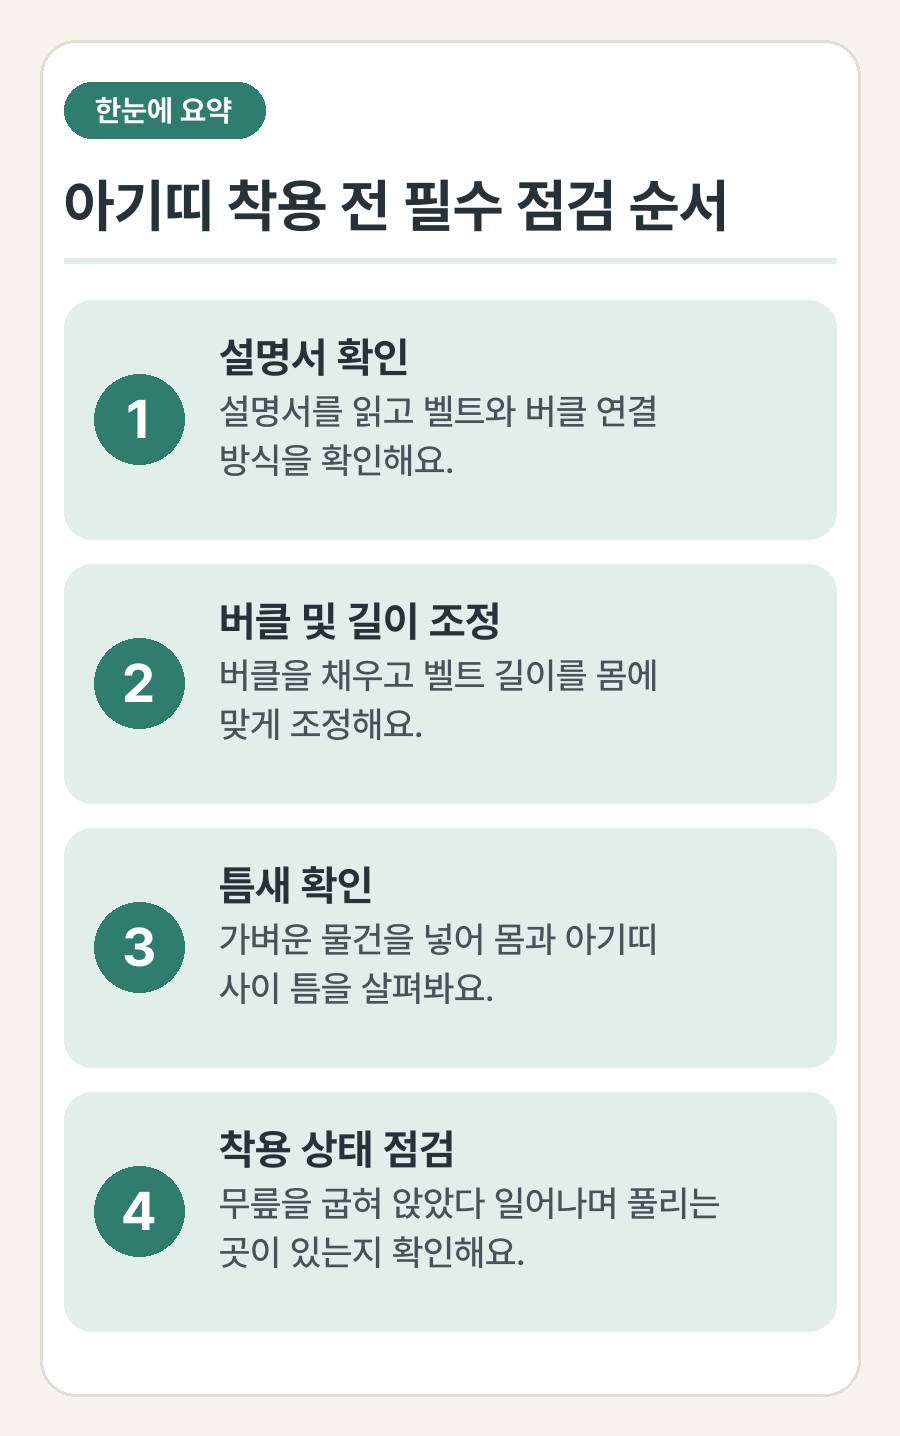 한눈에 요약
아기띠 착용 전 필수 점검 순서
1
설명서 확인
설명서를 읽고 벨트와 버클 연결
방식을 확인해요.
2
버클 및 길이 조정
버클을 채우고 벨트 길이를 몸에
맞게 조정해요.
3
틈새 확인
가벼운 물건을 넣어 몸과 아기띠
사이 틈을 살펴봐요.
4
착용 상태 점검
무릎을 굽혀 앉았다 일어나며 풀리는
곳이 있는지 확인해요.